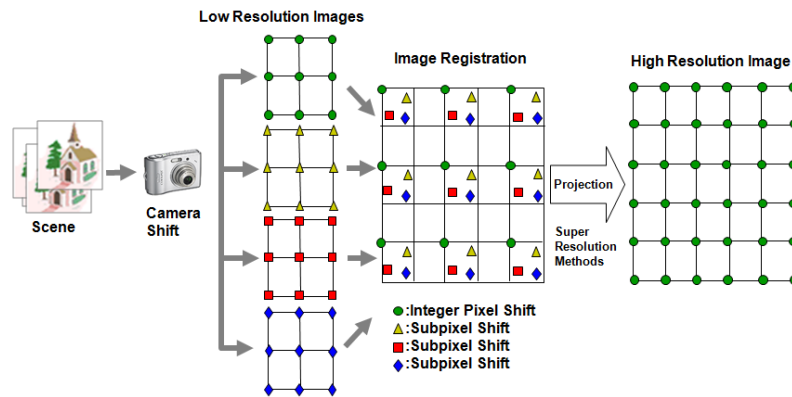 Low Resolution Images
Image Registration
High Resolution Image
Scene
Camera
Shift
Projection
Super
Resolution
Methods
:Integer Pixel Shift
:Subpixel Shift
:Subpixel Shift
:Subpixel Shift